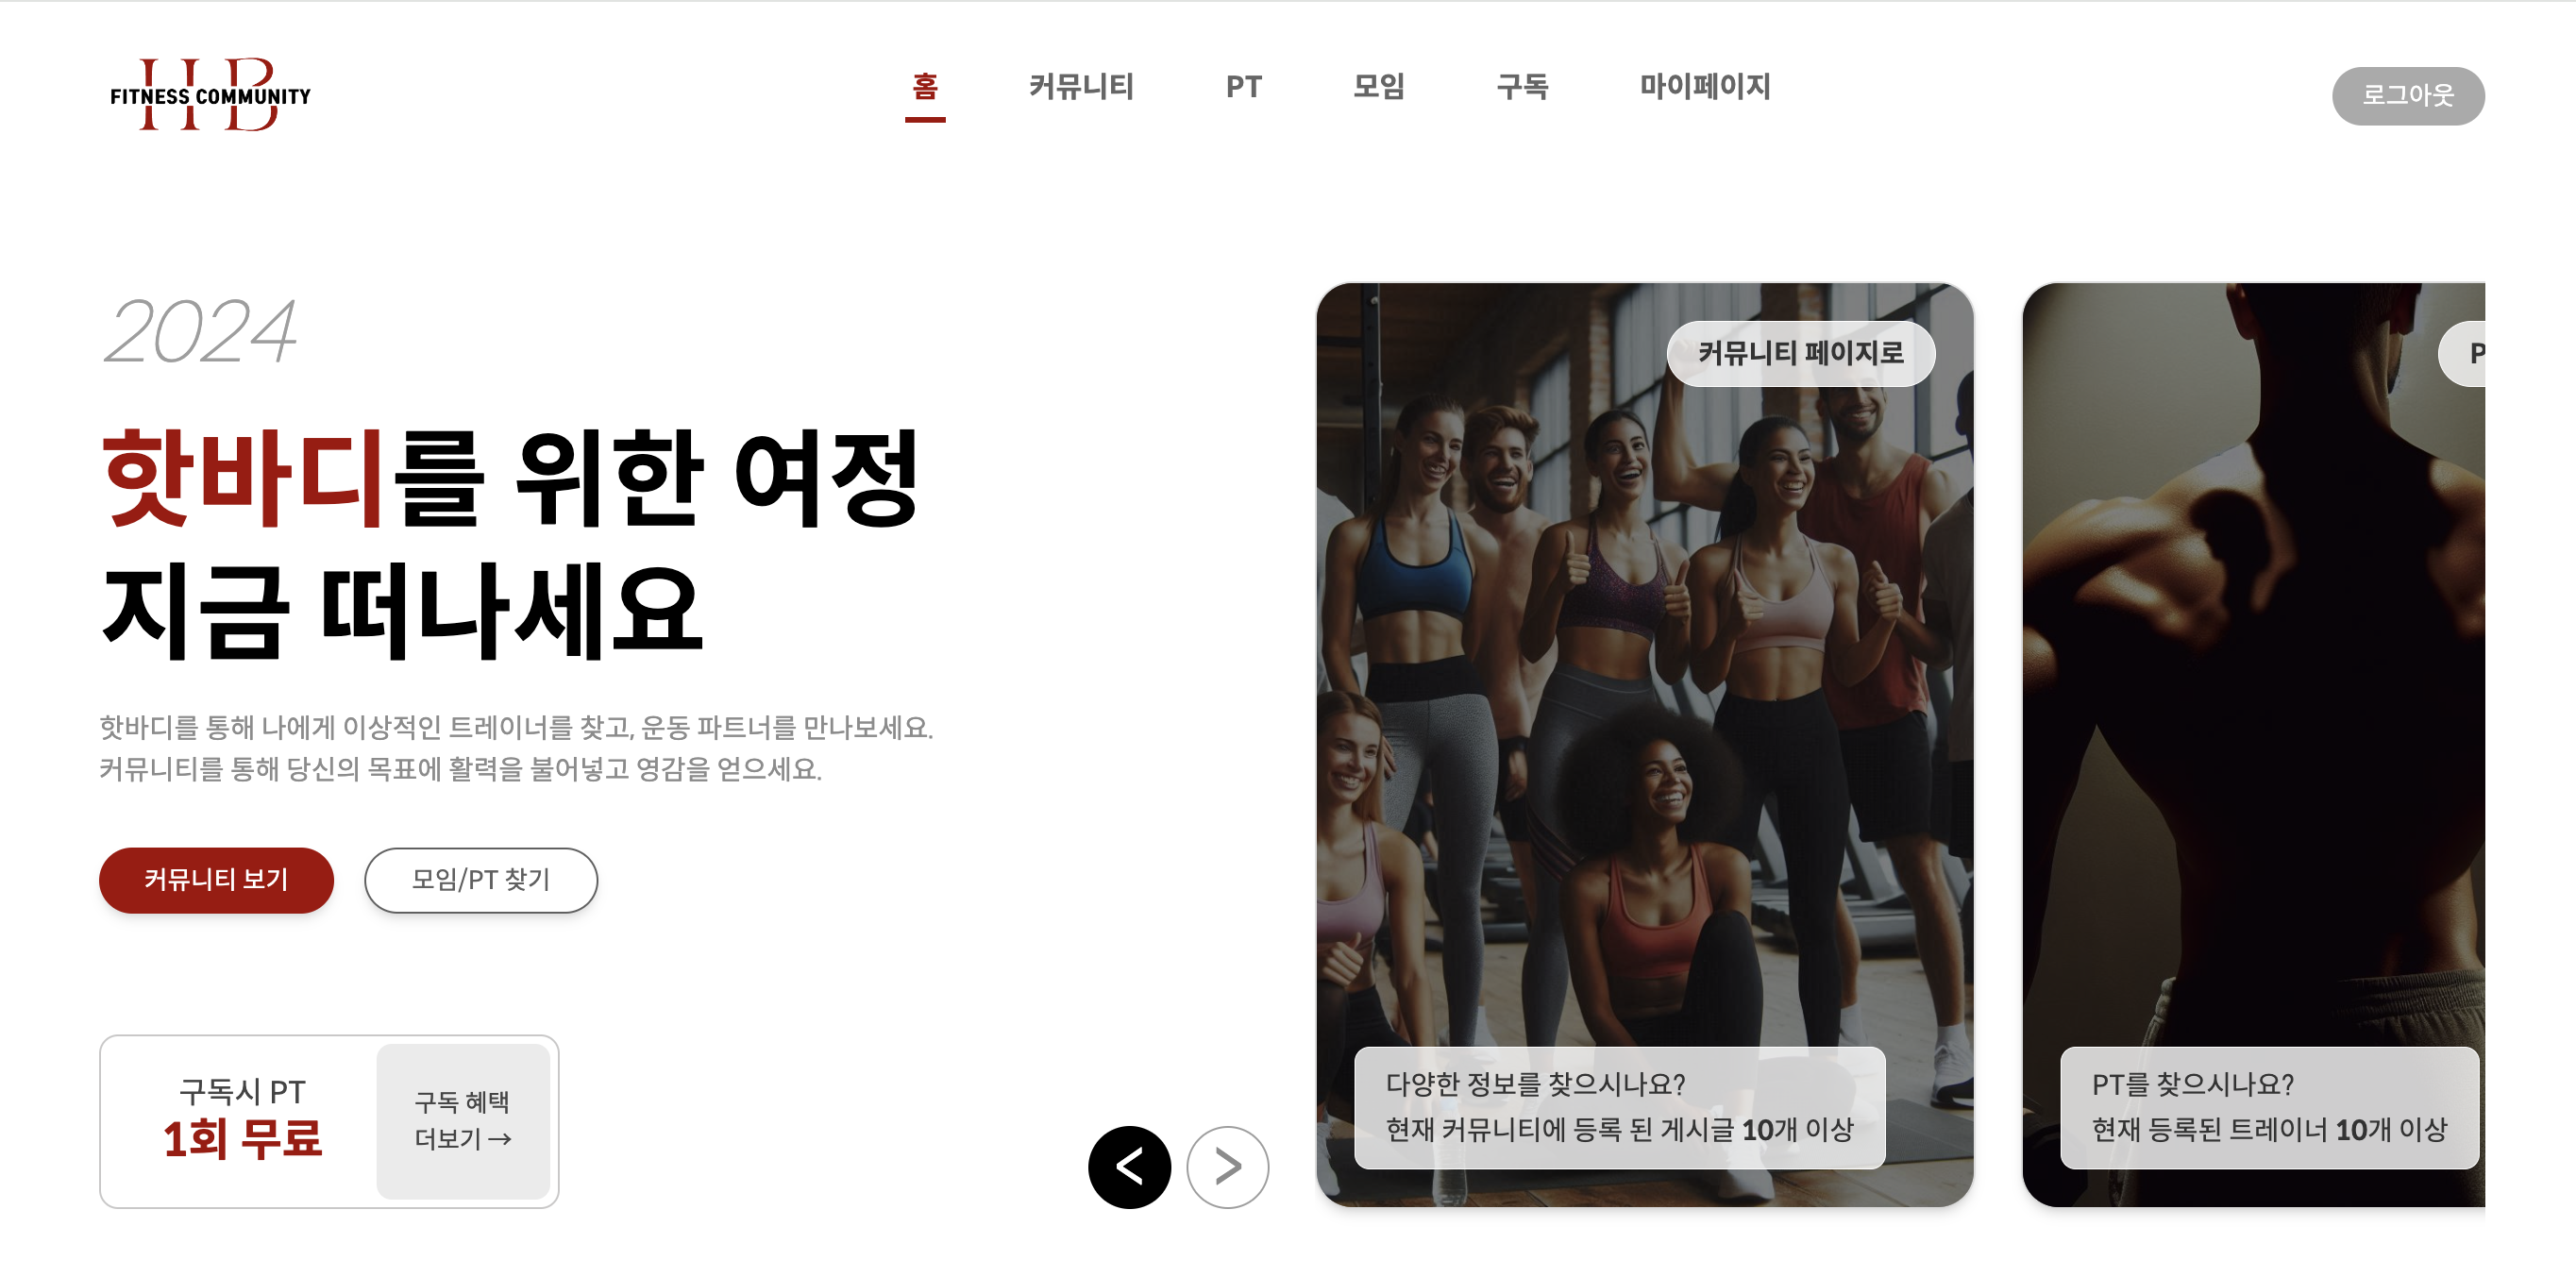 HB
FITNESS COMMUNITY
홈
커뮤니티
PT
모임
구독
마이페이지
로그아웃
2024
핫바디를 위한 여정
지금 떠나세요
핫바디를 통해 나에게 이상적인 트레이너를 찾고, 운동 파트너를 만나보세요.
커뮤니티를 통해 당신의 목표에 활력을 불어넣고 영감을 얻으세요.
커뮤니티 보기
모임/PT 찾기
구독시 PT
1회 무료
구독 혜택
더보기 →
<
>
커뮤니티 페이지로
다양한 정보를 찾으시나요?
현재 커뮤니티에 등록 된 게시글 10개 이상
P
PT를 찾으시나요?
현재 등록된 트레이너 10개 이상